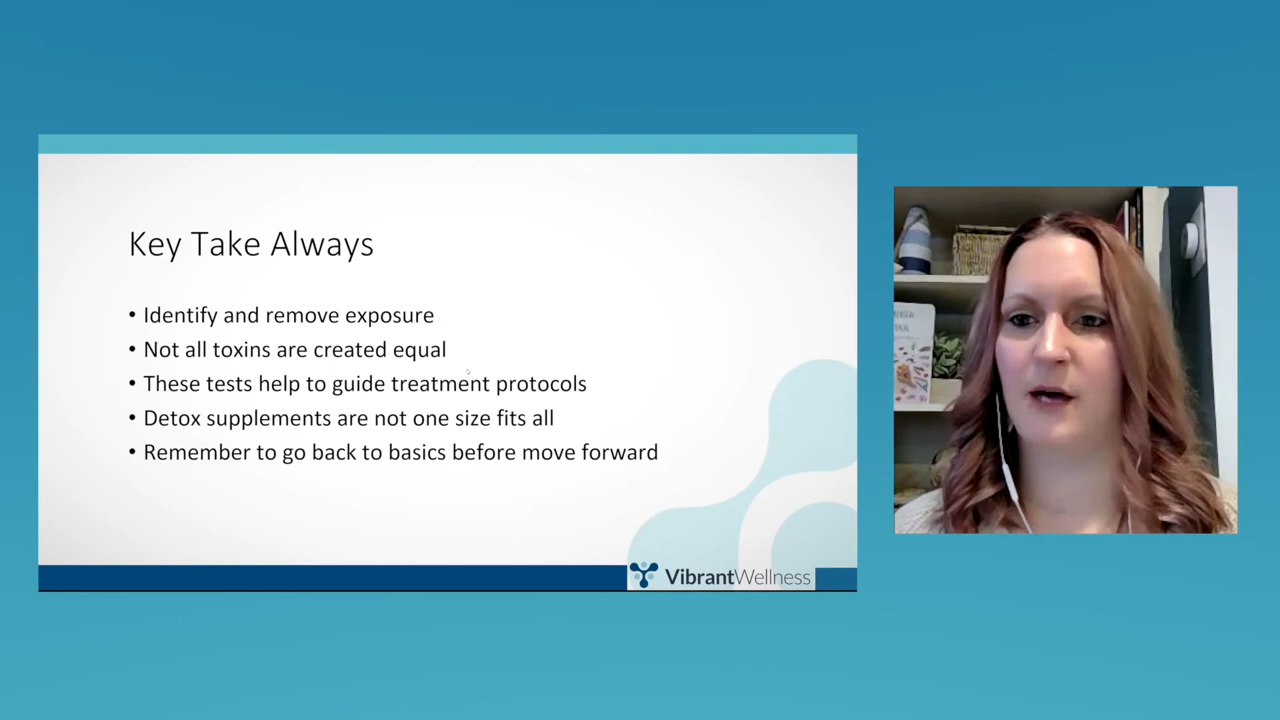 Key Take Always
• Identify and remove exposure
• Not all toxins are created equal
• These tests help to guide treatment protocols
• Detox supplements are not one size fits all
• Remember to go back to basics before move forward
VibrantWellness